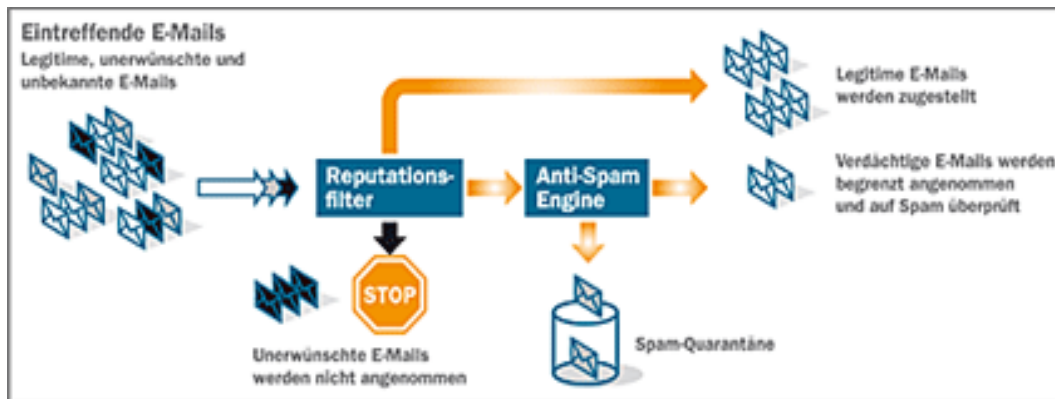 Eintreffende E-Mails
Legitime, unerwünschte und
unbekannte E-Mails
Legitime E-Mails
werden zugestellt
Reputations-
filter
Anti-Spam
Engine
Verdächtige E-Mails werden
begrenzt angenommen
und auf Spam überprüft
STOP
Unerwünschte E-Mails
werden nicht angenommen
Spam-Quarantäne